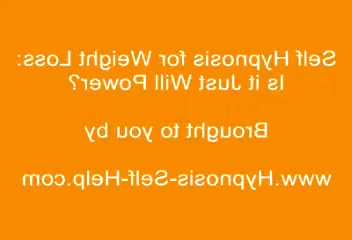 Self Hypnosis for Weight Loss:
Is it Just Will Power?
Brought to you by
www.Hypnosis-Self-Help.com